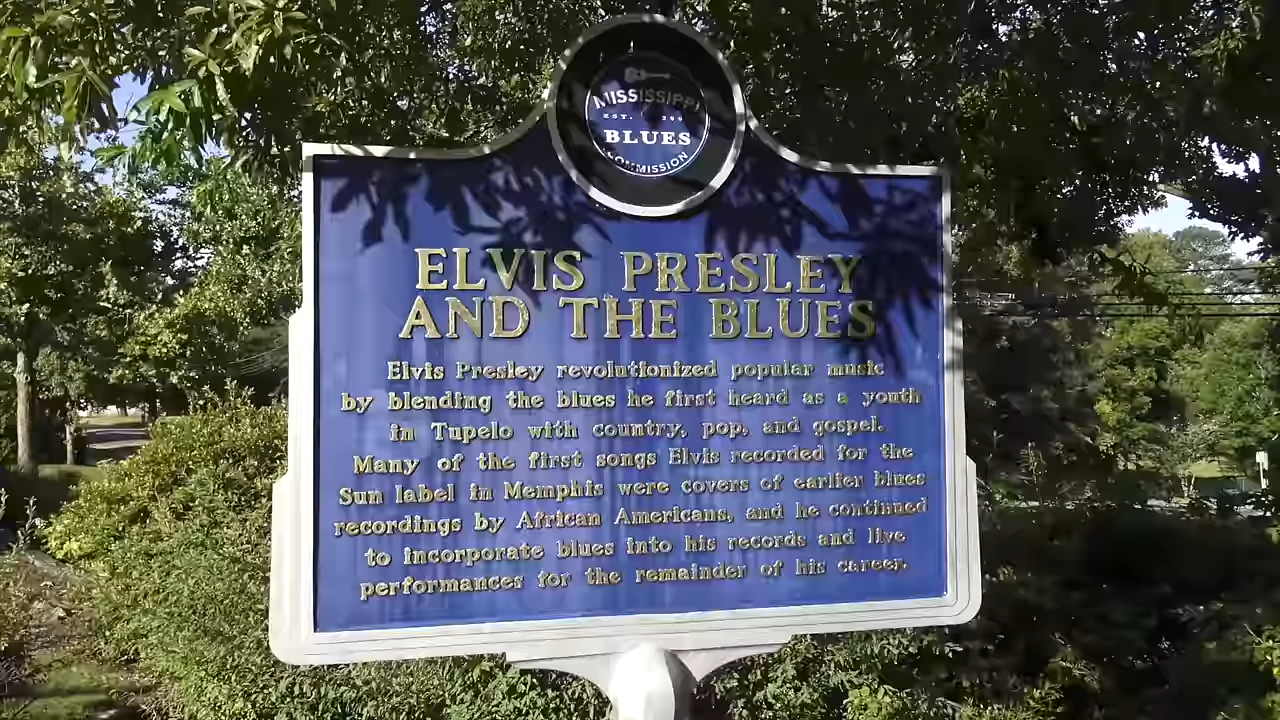 MISSISSIPPI
EST.
BLUES
COMMISSION
ELVIS PRESLEY
AND THE BLUES
Elvis Presley revolutionized popular music
by blending the blues he first heard as a youth
in Tupelo with country, pop, and gospel.
Many of the first songs Elvis recorded for the
Sun label in Memphis were covers of earlier blues
recordings by African Americans, and he continued
to incorporate blues into his records and live
performances for the remainder of his career.